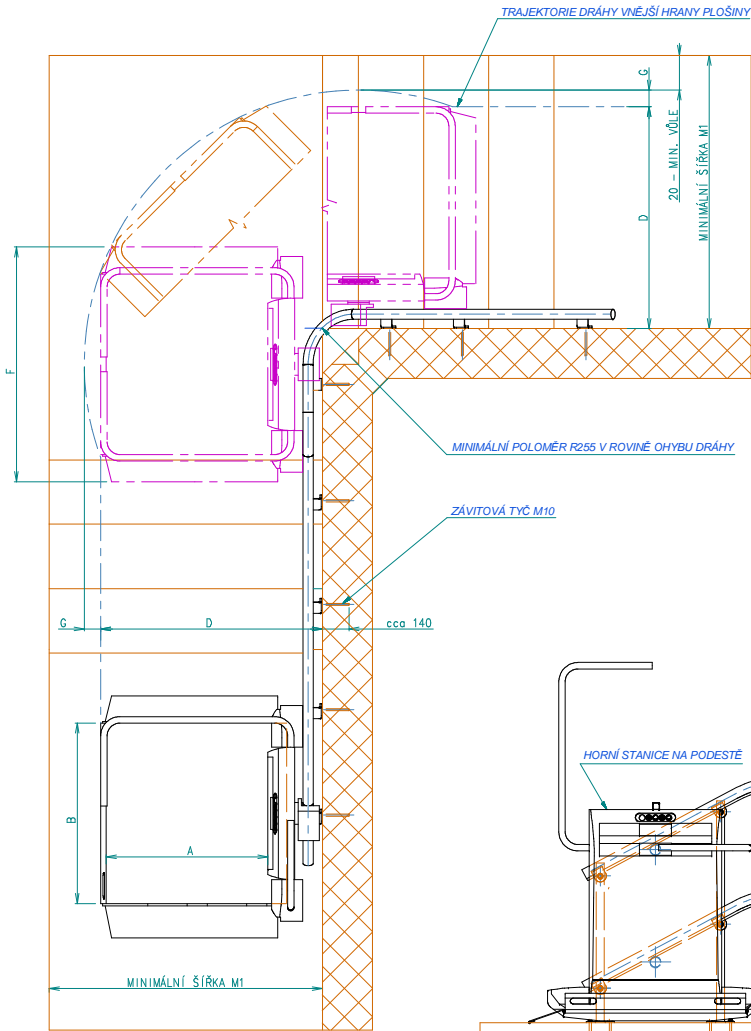 TRAJEKTORIE DRÁHY VNĚJŠÍ HRANY PLOŠINY
G
20 - MIN. VŮLE
MINIMÁLNÍ ŠÍŘKA M1
D
F
MINIMÁLNÍ POLOMĚR R255 V ROVINĚ OHYBU DRÁHY
ZÁVITOVÁ TYČ M10
G
D
cca 140
HORNÍ STANICE NA PODESTĚ
B
A
MINIMÁLNÍ ŠÍŘKA M1